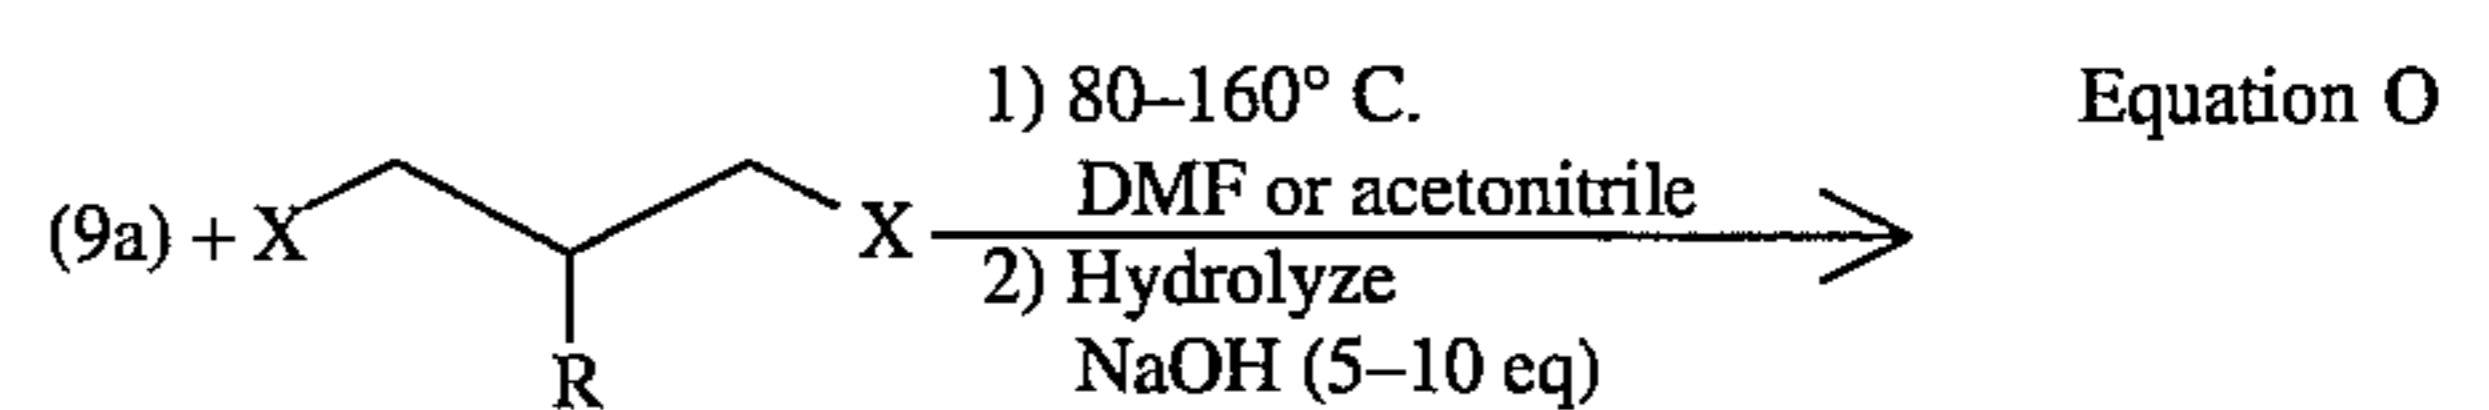 1) 80–160° C.
Equation O
DMF or acetonitrile
(9a) + X X
2) Hydrolyze
NaOH (5–10 eq)
R